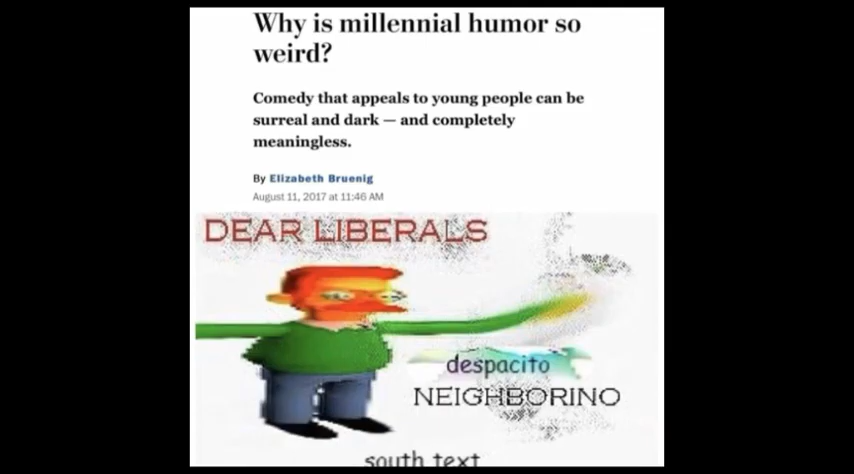 Why is millennial humor so
weird?
Comedy that appeals to young people can be
surreal and dark — and completely
meaningless.
By Elizabeth Bruenig
August 11, 2017 at 11:46 AM
DEAR LIBERALS
despacito
NEIGHBORINO
south text